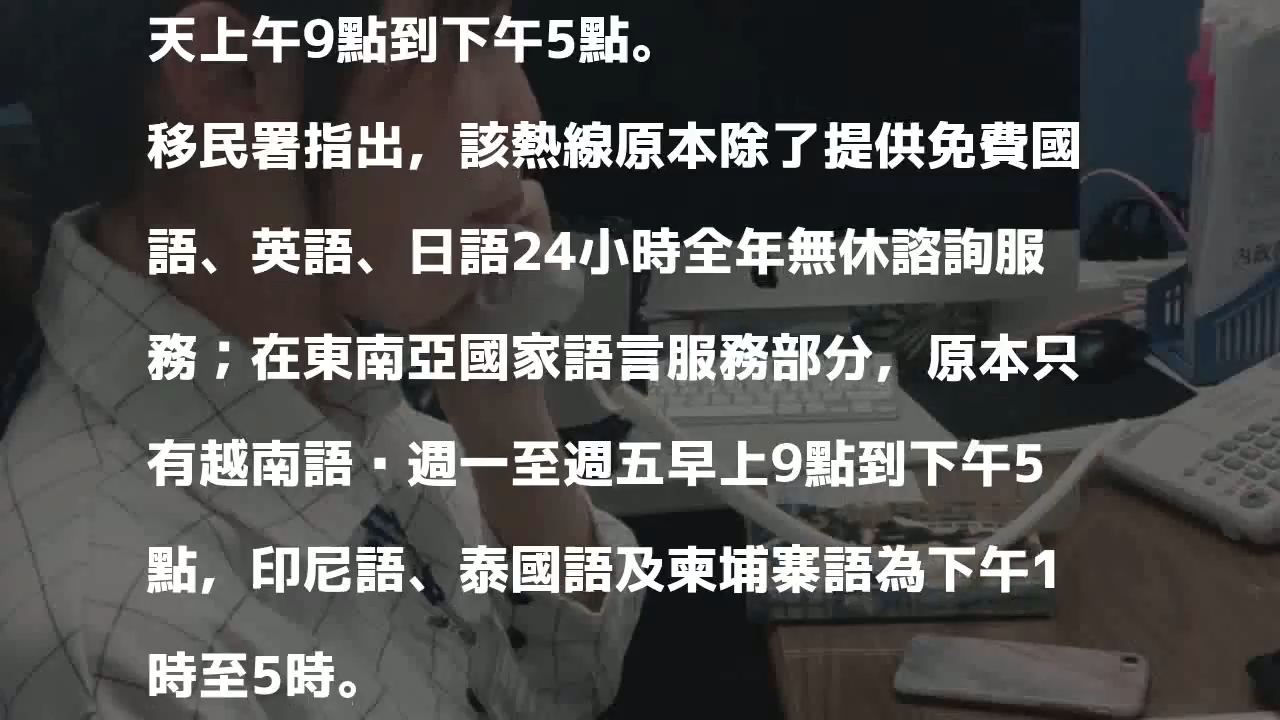 天上午9點到下午5點。
移民署指出，該熱線原本除了提供免費國
語、英語、日語24小時全年無休諮詢服
務；在東南亞國家語言服務部分，原本只
有越南語·週一至週五早上9點到下午5
點，印尼語、泰國語及柬埔寨語為下午1
時至5時。